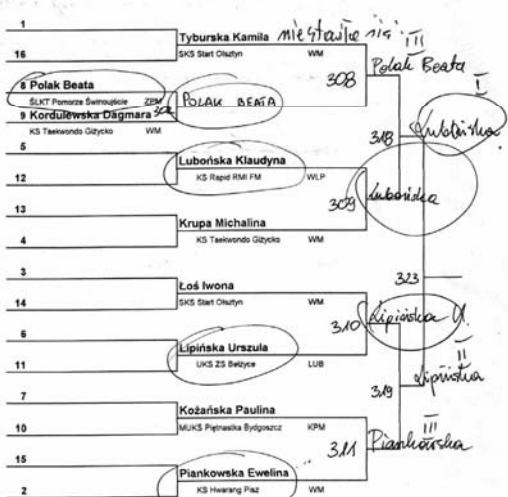 1
Tyburska Kamila nie stawiła się
16 SKS Start Olsztyn WM
III
308 Polak Beata
8 Polak Beata
ŚLKT Pomorze Świnoujście ZPM
POLAK BEATA
9 Kordulewska Dagmara 302
KS Taekwondo Giżycko WM
I
318 Lubońska
5
Lubońska Klaudyna
12 KS Rapid RMI FM WLP
309 Lubońska
13
Krupa Michalina
4 KS Taekwondo Giżycko WM
323
3
Łoś Iwona
14 SKS Start Olsztyn WM
310 Lipińska U.
6
Lipińska Urszula
11 UKS ZS Bełżyce LUB
II
319 Lipińska
7
Kożańska Paulina
10 MUKS Piętnastka Bydgoszcz KPM
III
311 Piankowska
15
Piankowska Ewelina
2 KS Hwarang Pisz WM